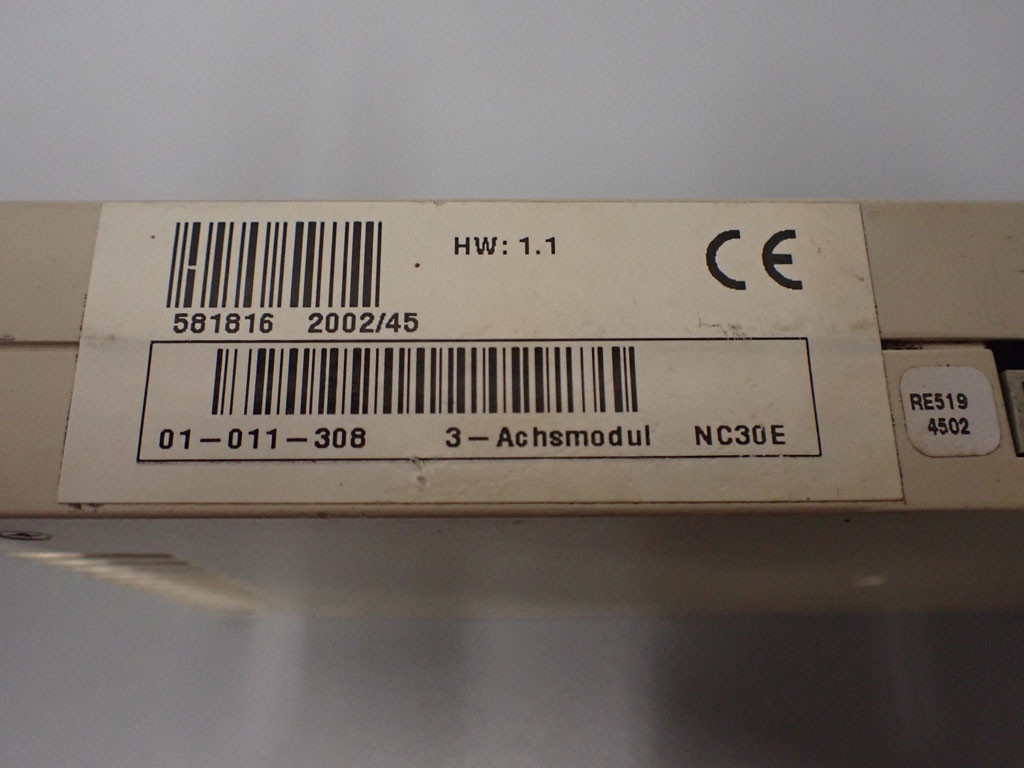 HW: 1.1
CE
581816 2002/45
01-011-308 3-Achsmodul NC30E
RE519
4502